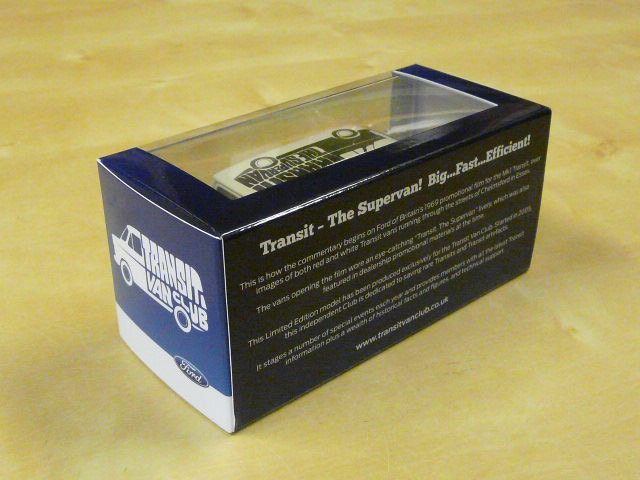 TRANSIT
VAN CLUB
Ford
Transit - The Supervan! Big...Fast...Efficient!
This is how the commentary begins on Ford of Britain's 1969 promotional film for the Mk1 Transit, over
images of both red and white Transit vans running through the streets of Chelmsford in Essex.
The vans opening the film wore an eye-catching "Transit. The Supervan" livery which was also
featured in dealership promotional materials at the time.
This Limited Edition model has been produced exclusively for the Transit Van Club. Started in 2005,
this independent Club is dedicated to saving rare Transits and Transit artefacts.
It stages a number of special events each year and provides members with all the latest Transit
information plus a wealth of historical facts and figures, and technical support.
www.transitvanclub.co.uk